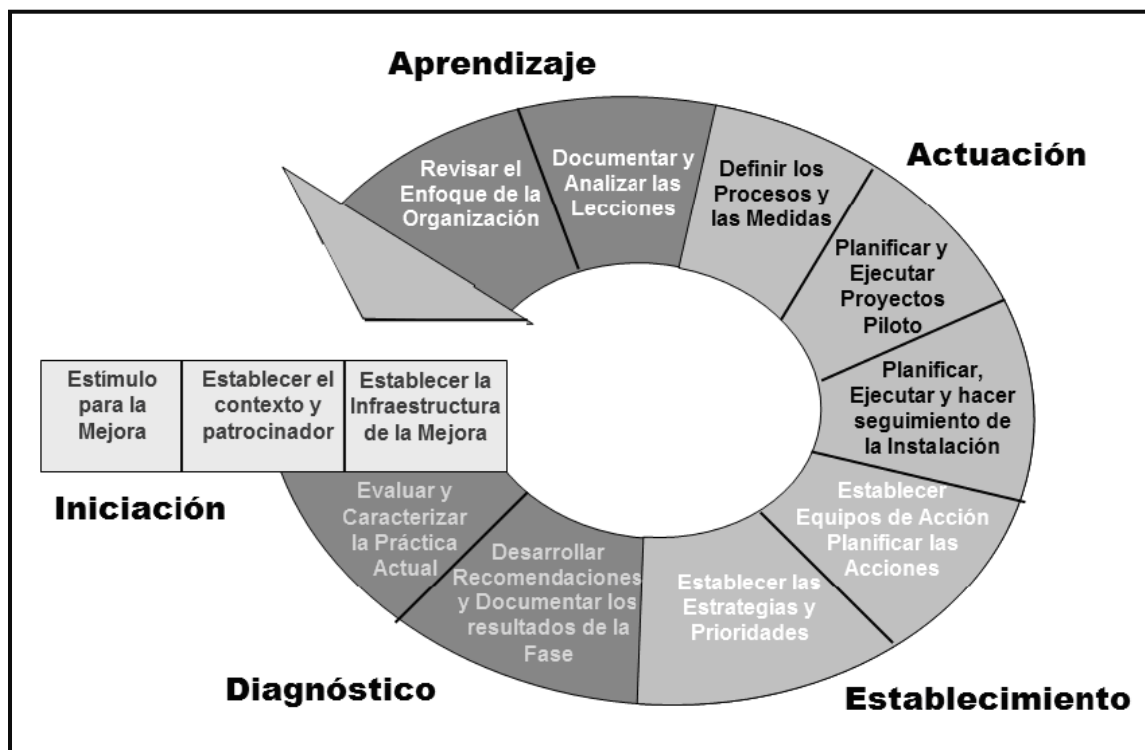 Aprendizaje
Actuación
Revisar el
Enfoque de la
Organización
Documentar y
Analizar las
Lecciones
Definir los
Procesos y
las Medidas
Planificar y
Ejecutar
Proyectos
Piloto
Planificar,
Ejecutar y hacer
seguimiento de
la Instalación
Estímulo
para la
Mejora
Establecer el
contexto y
patrocinador
Establecer la
Infraestructura
de la Mejora
Iniciación
Evaluar y
Caracterizar
la Práctica
Actual
Desarrollar
Recomendaciones
y Documentar los
resultados de la
Fase
Establecer las
Estrategias y
Prioridades
Establecer
Equipos de Acción
Planificar las
Acciones
Diagnóstico
Establecimiento